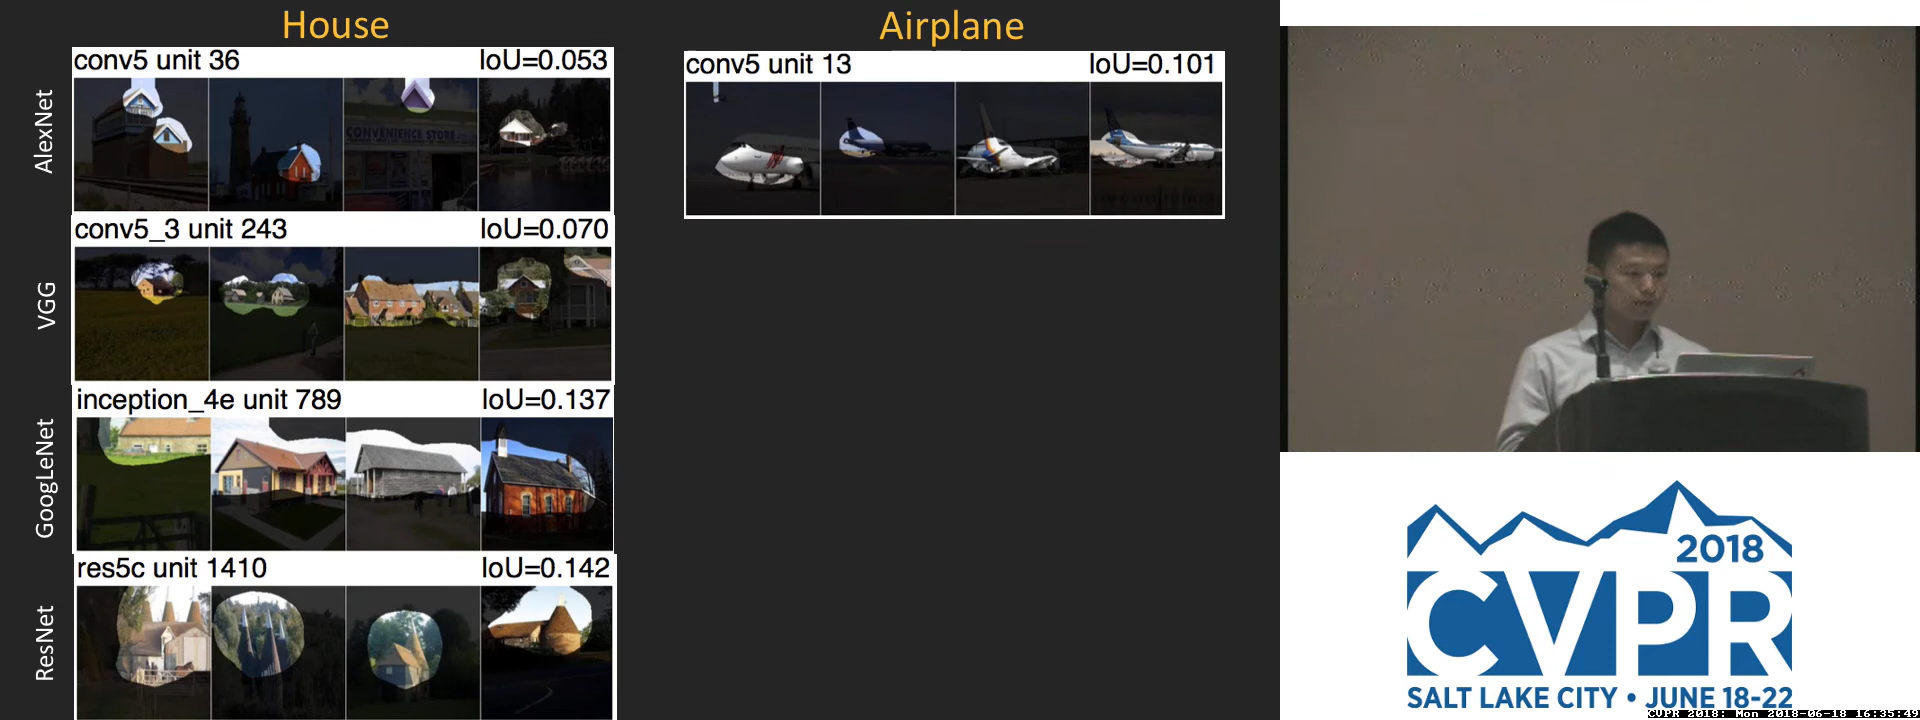 House
Airplane
AlexNet
conv5 unit 36 IoU=0.053
conv5 unit 13 IoU=0.101
CONVENIENCE STORE
VGG
conv5_3 unit 243 IoU=0.070
GoogLeNet
inception_4e unit 789 IoU=0.137
ResNet
res5c unit 1410 IoU=0.142
2018
CVPR
SALT LAKE CITY • JUNE 18-22
CVPR 2018: Mon 2018-06-18 16:35:49